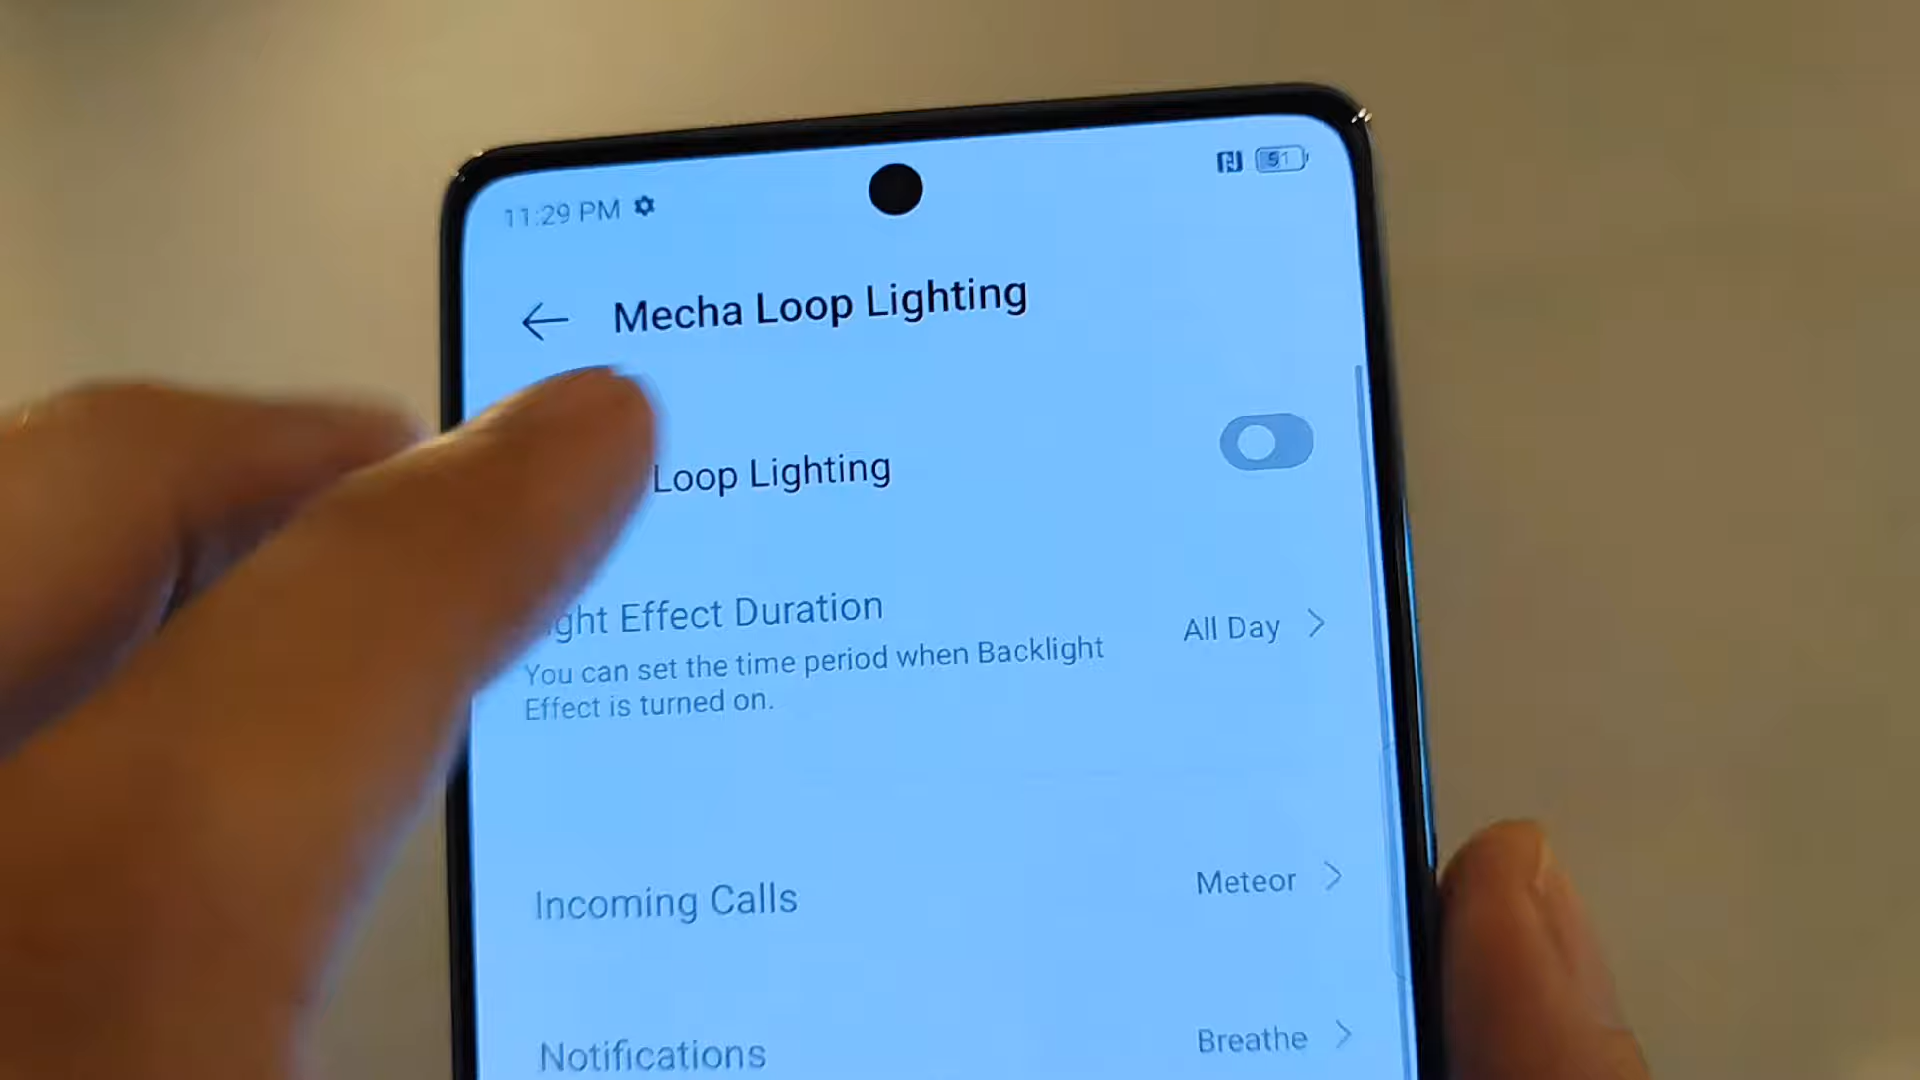 11:29 PM
51
Mecha Loop Lighting
Loop Lighting
Effect Duration
All Day
You can set the time period when Backlight
Effect is turned on.
Incoming Calls
Meteor
Notifications
Breathe